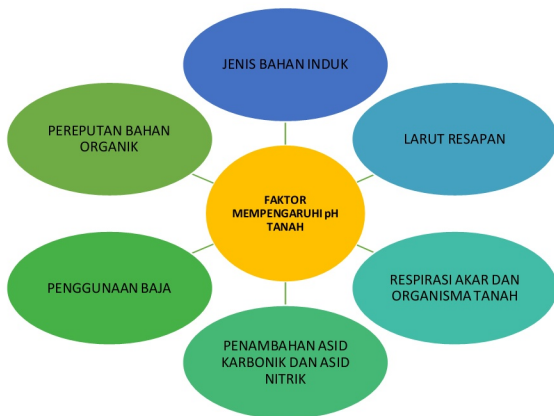 JENIS BAHAN INDUK
PEREPUTAN BAHAN
ORGANIK
LARUT RESAPAN
FAKTOR
MEMPENGARUHI pH
TANAH
PENGGUNAAN BAJA
RESPIRASI AKAR DAN
ORGANISMA TANAH
PENAMBAHAN ASID
KARBONIK DAN ASID
NITRIK